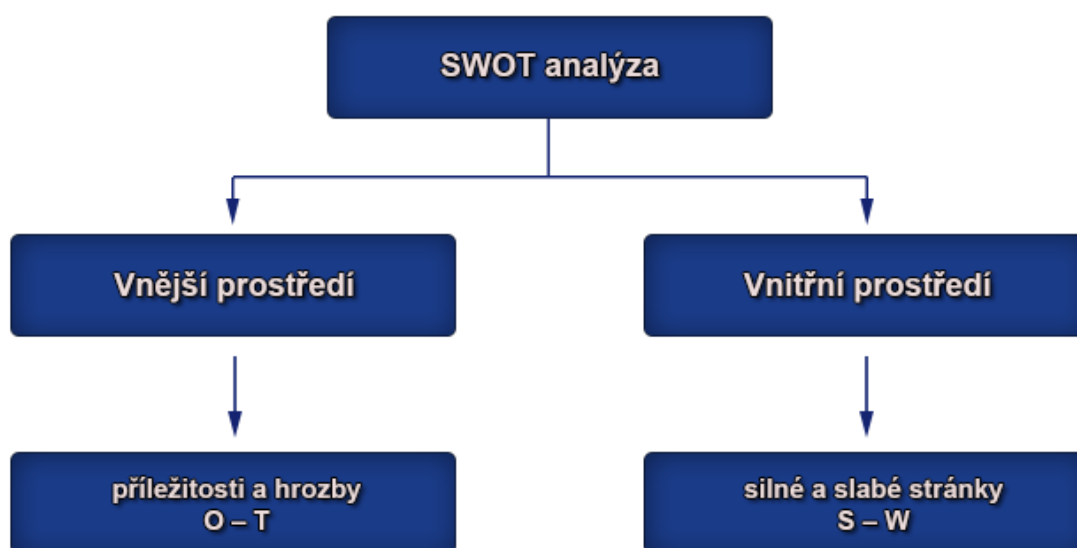 SWOT analýza
Vnější prostředí
Vnitřní prostředí
příležitosti a hrozby
O – T
silné a slabé stránky
S – W